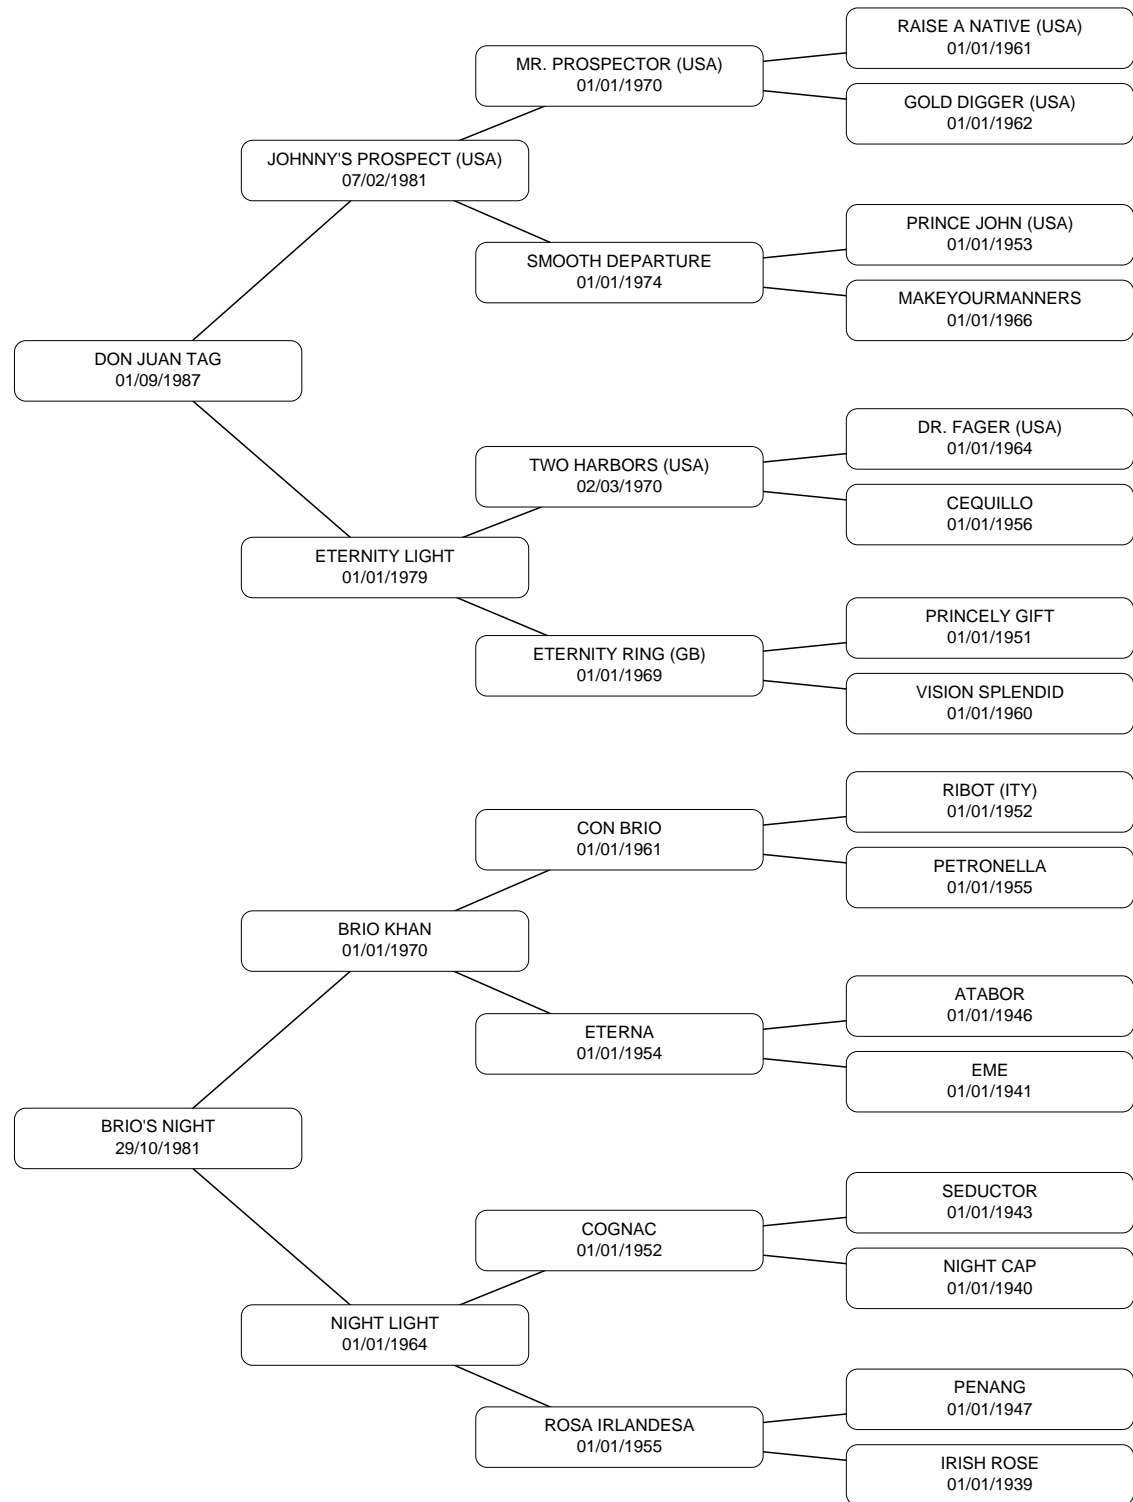 RAISE A NATIVE (USA)
01/01/1961
MR. PROSPECTOR (USA)
01/01/1970
GOLD DIGGER (USA)
01/01/1962
JOHNNY'S PROSPECT (USA)
07/02/1981
PRINCE JOHN (USA)
01/01/1953
SMOOTH DEPARTURE
01/01/1974
MAKEYOURMANNERS
01/01/1966
DON JUAN TAG
01/09/1987
DR. FAGER (USA)
01/01/1964
TWO HARBORS (USA)
02/03/1970
CEQUILLO
01/01/1956
ETERNITY LIGHT
01/01/1979
PRINCELY GIFT
01/01/1951
ETERNITY RING (GB)
01/01/1969
VISION SPLENDID
01/01/1960
RIBOT (ITY)
01/01/1952
CON BRIO
01/01/1961
PETRONELLA
01/01/1955
BRIO KHAN
01/01/1970
ATABOR
01/01/1946
ETERNA
01/01/1954
EME
01/01/1941
BRIO'S NIGHT
29/10/1981
SEDUCTOR
01/01/1943
COGNAC
01/01/1952
NIGHT CAP
01/01/1940
NIGHT LIGHT
01/01/1964
PENANG
01/01/1947
ROSA IRLANDESA
01/01/1955
IRISH ROSE
01/01/1939